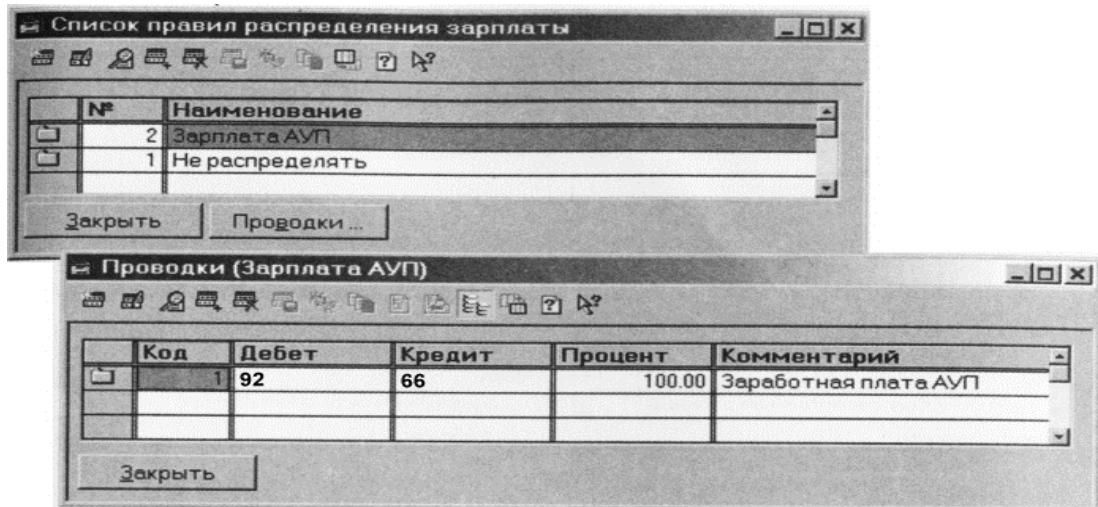 Список правил распределения зарплаты
№ Наименование
2 Зарплата АУП
1 Не распределять
Закрыть Проводки ...
Проводки (Зарплата АУП)
Код Дебет Кредит Процент Комментарий
1 92 66 100.00 Заработная плата АУП
Закрыть